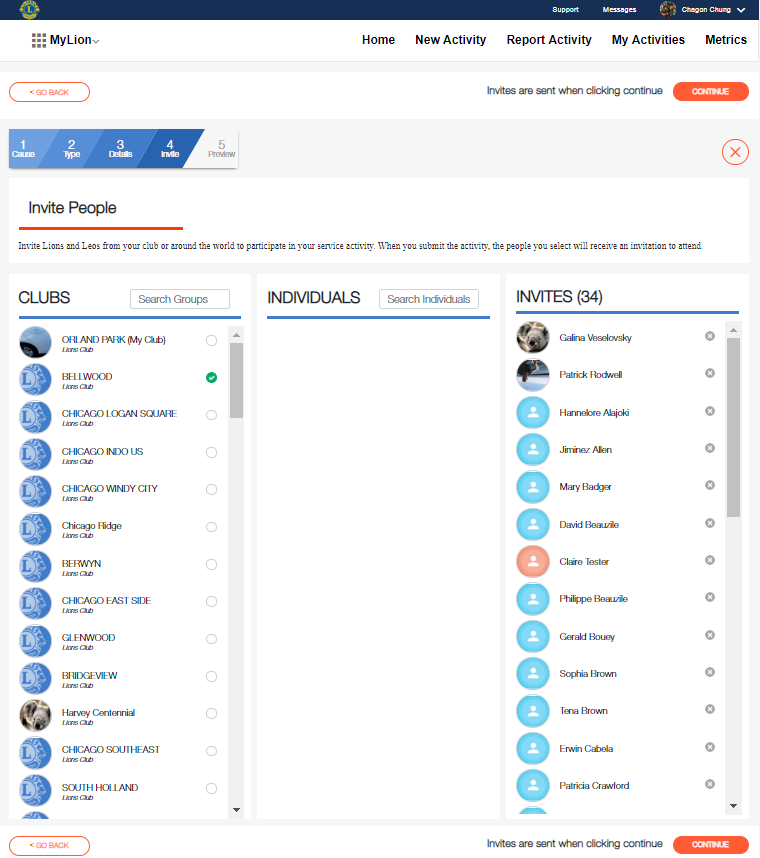 Support Messages Chagon Chung
MyLion Home New Activity Report Activity My Activities Metrics
< GO BACK Invites are sent when clicking continue CONTINUE
1 2 3 4 5
Cause Type Details Invite Preview
Invite People
Invite Lions and Leos from your club or around the world to participate in your service activity. When you submit the activity, the people you select will receive an invitation to attend.
CLUBS Search Groups
ORLAND PARK (My Club)
Lions Club
BELLWOOD
Lions Club
CHICAGO LOGAN SQUARE
Lions Club
CHICAGO INDO US
Lions Club
CHICAGO WINDY CITY
Lions Club
Chicago Ridge
Lions Club
BERWYN
Lions Club
CHICAGO EAST SIDE
Lions Club
GLENWOOD
Lions Club
BRIDGEVIEW
Lions Club
Harvey Centennial
Lions Club
CHICAGO SOUTHEAST
Lions Club
SOUTH HOLLAND
Lions Club
INDIVIDUALS Search Individuals
INVITES (34)
Galina Veselovsky
Patrick Rodwell
Hannelore Alajoki
Jiminez Allen
Mary Badger
David Beauzile
Claire Tester
Philippe Beauzile
Gerald Bouey
Sophia Brown
Tena Brown
Erwin Cabela
Patricia Crawford
< GO BACK Invites are sent when clicking continue CONTINUE